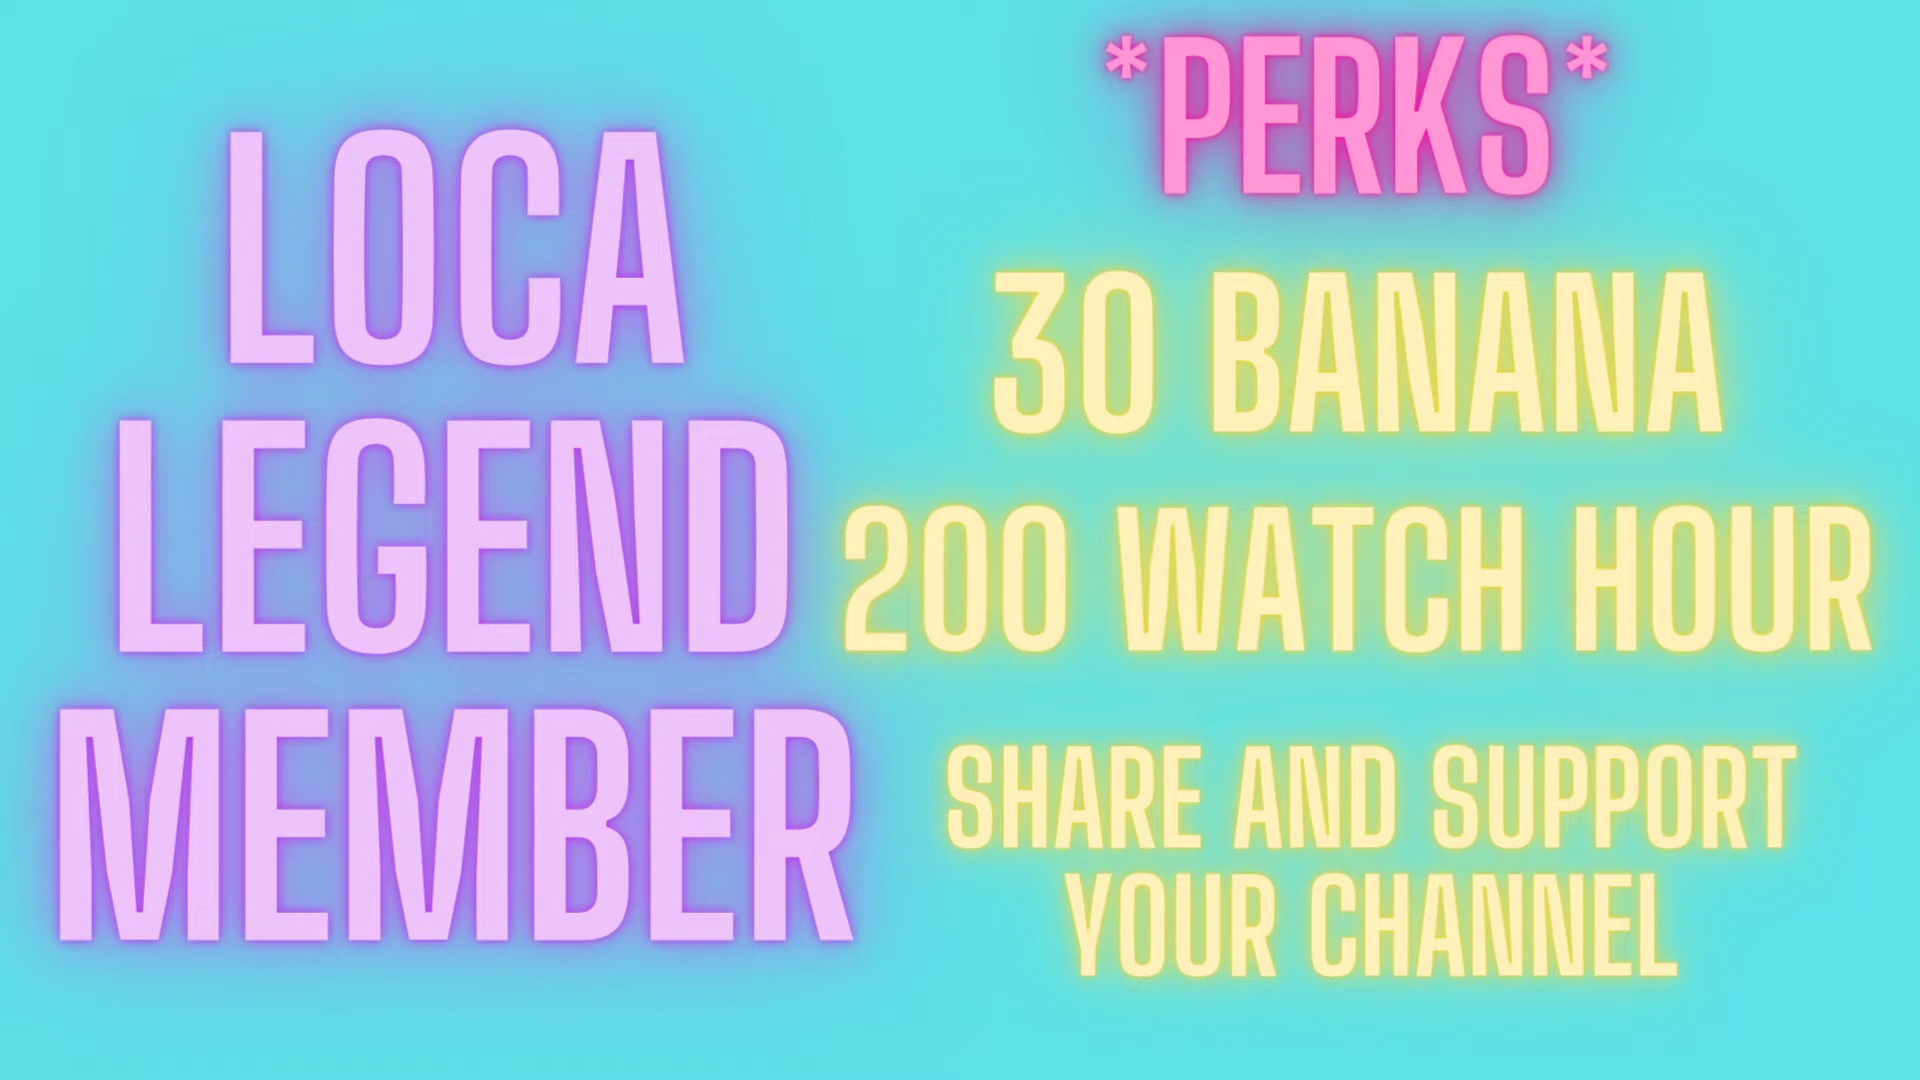 LOCA
LEGEND
MEMBER
*PERKS*
30 BANANA
200 WATCH HOUR
SHARE AND SUPPORT
YOUR CHANNEL